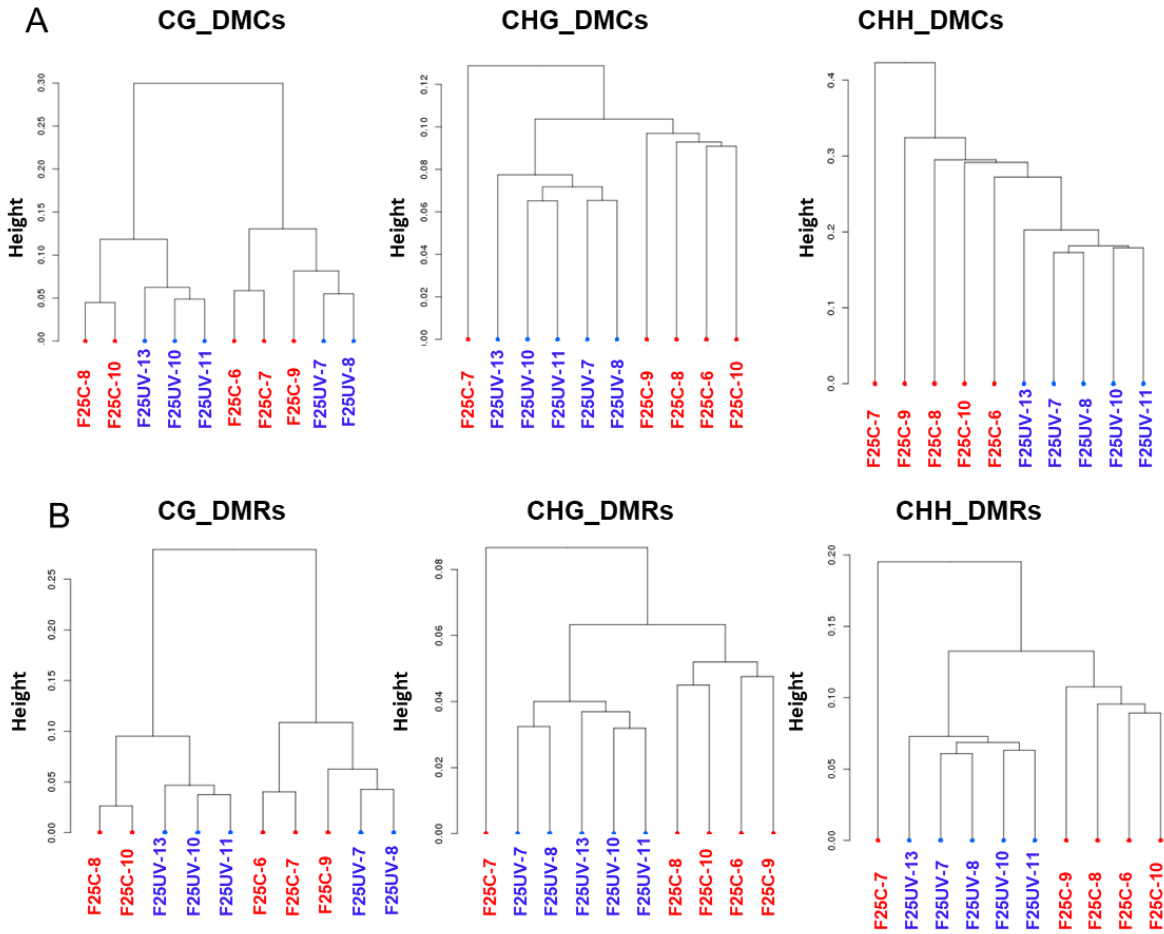 A
CG_DMCs
CHG_DMCs
CHH_DMCs
Height
0.30
0.25
0.20
0.15
0.10
0.05
.00
F25C-8
F25C-10
F25UV-13
F25UV-10
F25UV-11
F25C-6
F25C-7
F25C-9
F25UV-7
F25UV-8
Height
0.12
0.10
0.08
0.06
0.04
0.02
.00
F25C-7
F25UV-13
F25UV-10
F25UV-11
F25UV-7
F25UV-8
F25C-9
F25C-8
F25C-6
F25C-10
Height
0.4
0.3
0.2
0.1
0.0
F25C-7
F25C-9
F25C-8
F25C-10
F25C-6
F25UV-13
F25UV-7
F25UV-8
F25UV-10
F25UV-11
B
CG_DMRs
CHG_DMRs
CHH_DMRs
Height
0.25
0.20
0.15
0.10
0.05
0.00
F25C-8
F25C-10
F25UV-13
F25UV-10
F25UV-11
F25C-6
F25C-7
F25C-9
F25UV-7
F25UV-8
Height
0.08
0.06
0.04
0.02
0.00
F25C-7
F25UV-7
F25UV-8
F25UV-13
F25UV-10
F25UV-11
F25C-8
F25C-10
F25C-6
F25C-9
Height
0.20
0.15
0.10
0.05
0.00
F25C-7
F25UV-13
F25UV-7
F25UV-8
F25UV-10
F25UV-11
F25C-9
F25C-8
F25C-6
F25C-10